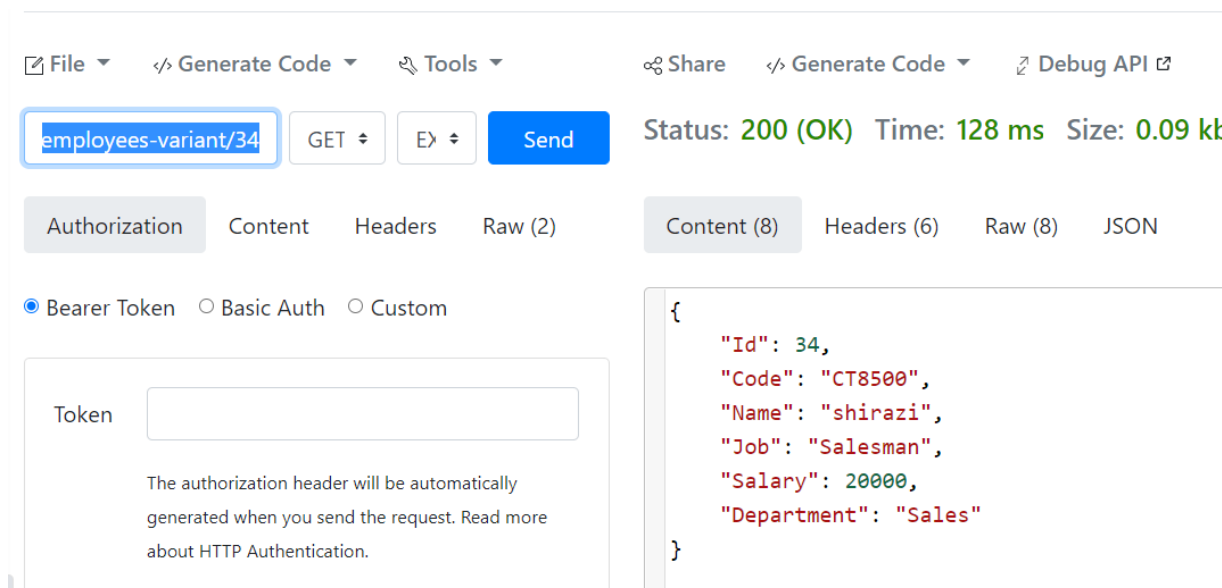 File Generate Code Tools
employees-variant/34 GET EX Send
Authorization Content Headers Raw (2)
Bearer Token Basic Auth Custom
Token
The authorization header will be automatically
generated when you send the request. Read more
about HTTP Authentication.
Share Generate Code Debug API
Status: 200 (OK) Time: 128 ms Size: 0.09 kb
Content (8) Headers (6) Raw (8) JSON
{
"Id": 34,
"Code": "CT8500",
"Name": "shirazi",
"Job": "Salesman",
"Salary": 20000,
"Department": "Sales"
}